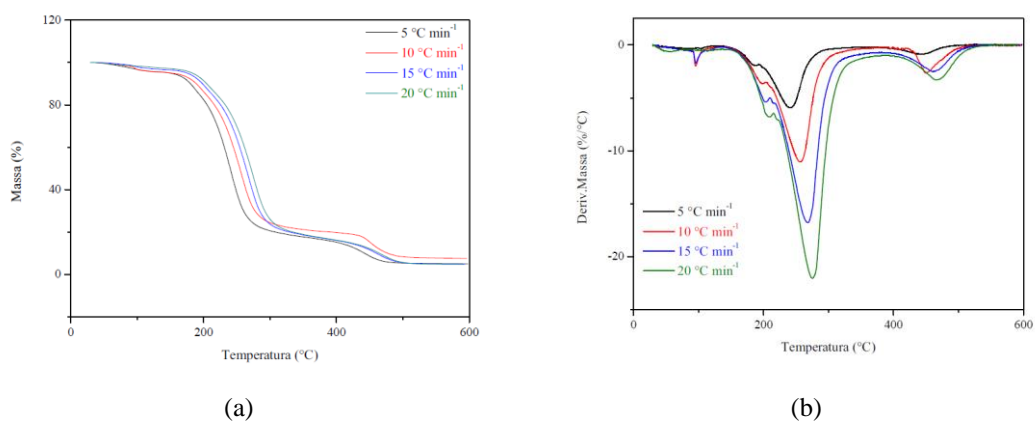 120
80
40
0
0
200
400
600
Massa (%)
Temperatura (°C)
5 °C min⁻¹
10 °C min⁻¹
15 °C min⁻¹
20 °C min⁻¹
(a)
0
-10
-20
0
200
400
600
Deriv.Massa (%/°C)
Temperatura (°C)
5 °C min⁻¹
10 °C min⁻¹
15 °C min⁻¹
20 °C min⁻¹
(b)